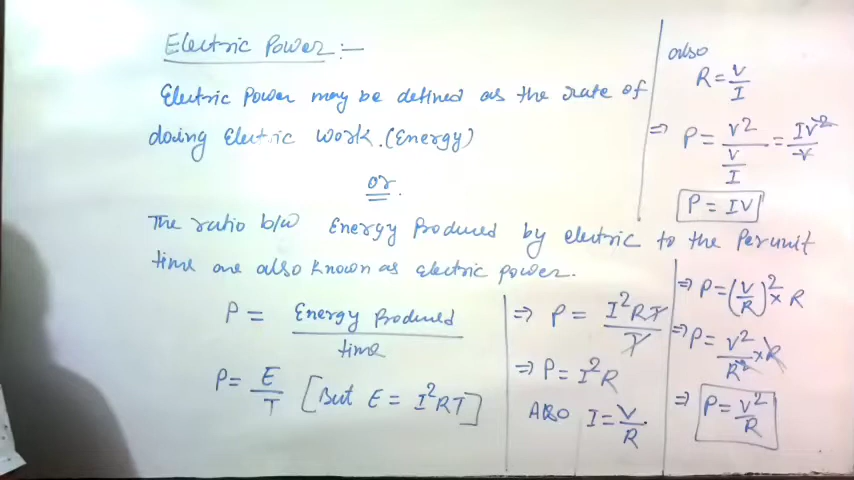 Electric Power :-
Electric Power may be defined as the rate of
doing Electric work. (Energy)
or.
The ratio b/w Energy Produced by electric to the Per unit
time are also known as electric power.
P = Energy Produced / time
P = E / T [But E = I²RT]
⇒ P = I²RT / T
⇒ P = I²R
Also I = V / R
⇒ P = (V / R)² × R
⇒ P = V² / R² × R
⇒ P = V² / R
also
R = V / I
⇒ P = V² / (V / I) = IV² / V
P = IV